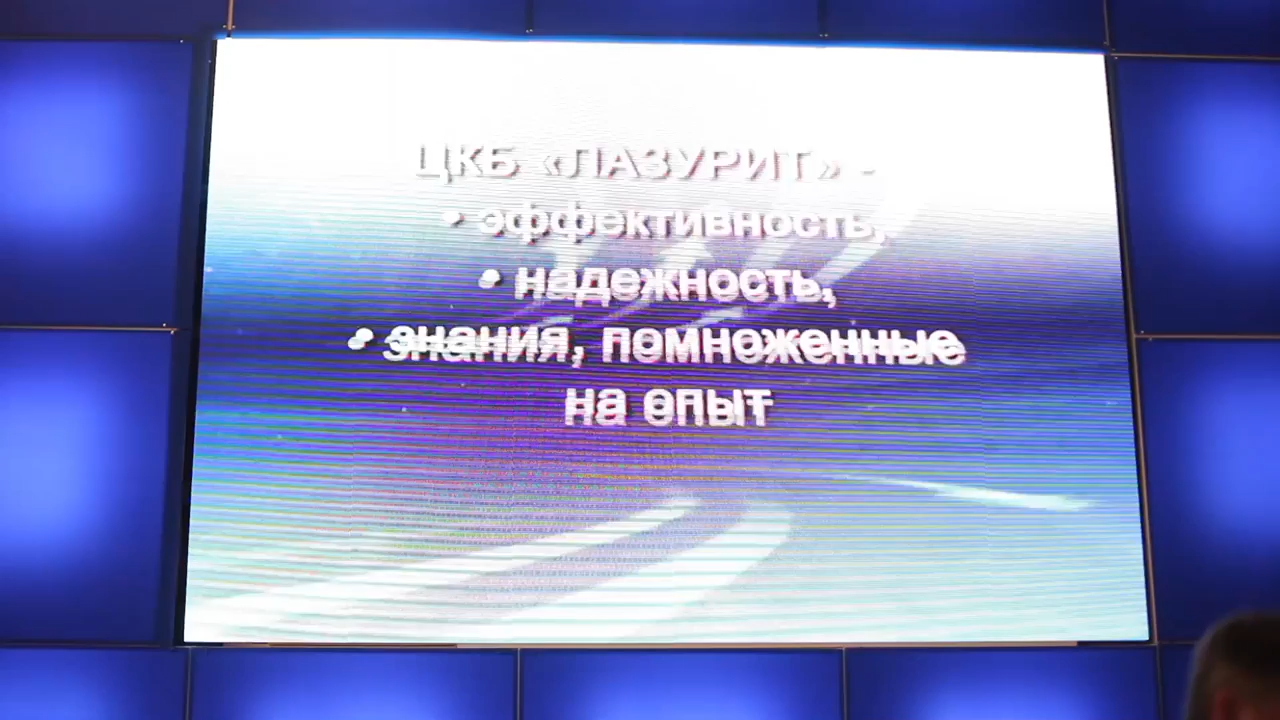 ЦКБ «ЛАЗУРИТ» -
• эффективность,
• надежность,
• знания, помноженные
на опыт